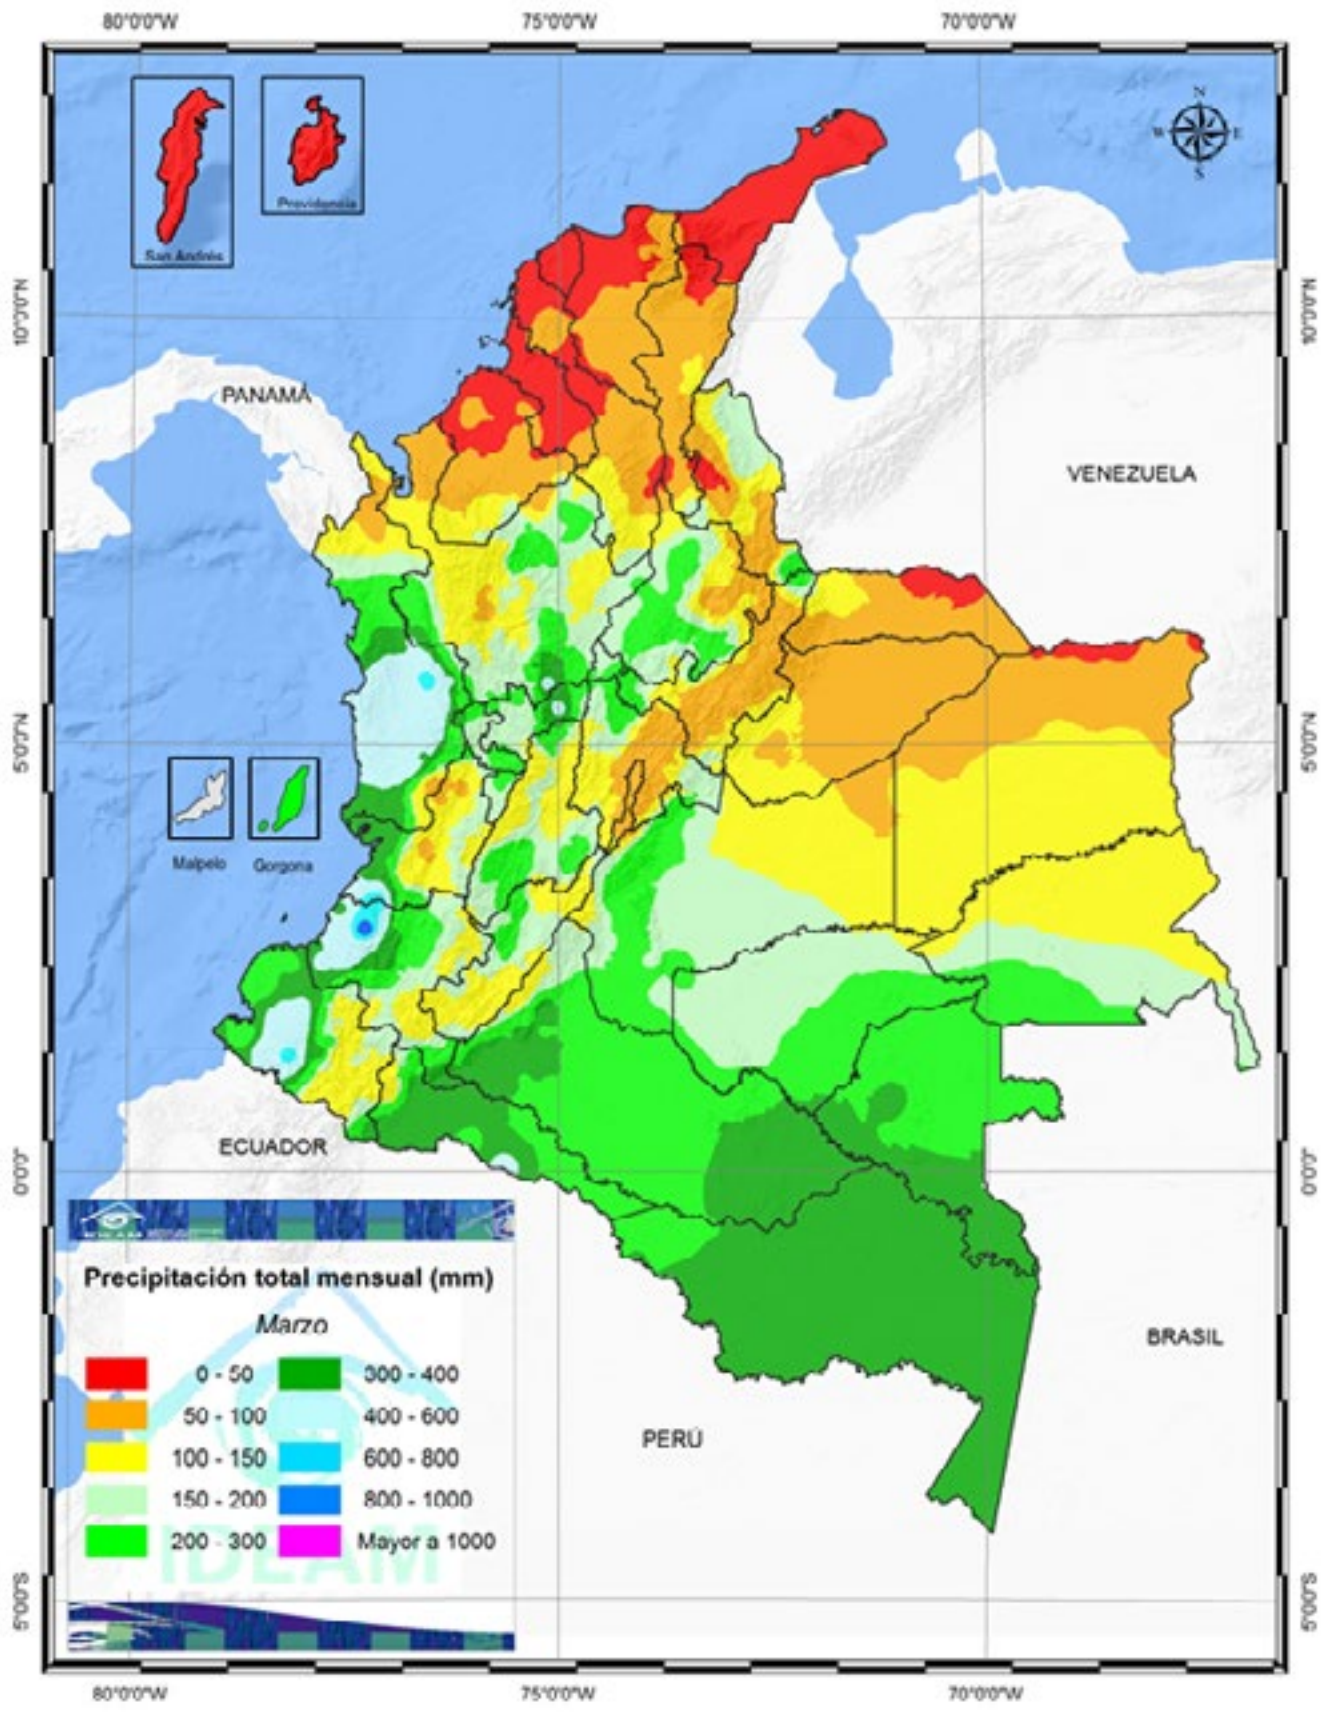 80°0'0"W 75°0'0"W 70°0'0"W
N
W E
S
San Andrés
Providencia
10°0'0"N 10°0'0"N
PANAMÁ
VENEZUELA
5°0'0"N 5°0'0"N
Malpelo Gorgona
ECUADOR
0°0'0" 0°0'0"
IDEAM
Precipitación total mensual (mm)
Marzo
0 - 50 300 - 400
50 - 100 400 - 600
100 - 150 600 - 800
150 - 200 800 - 1000
200 - 300 Mayor a 1000
IDEAM
BRASIL
PERÚ
5°0'0"S 5°0'0"S
80°0'0"W 75°0'0"W 70°0'0"W